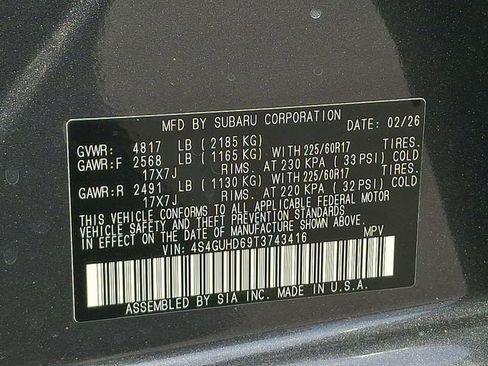 MFD BY SUBARU CORPORATION DATE: 02/26
GVWR: 4817 LB ( 2185 KG)
GAWR:F 2568 LB ( 1165 KG) WITH 225/60R17
17X7J RIMS. AT 230 KPA ( 33 PSI) COLD
GAWR:R 2491 LB ( 1130 KG) WITH 225/60R17
17X7J RIMS. AT 220 KPA ( 32 PSI) COLD
THIS VEHICLE CONFORMS TO ALL APPLICABLE FEDERAL MOTOR
VEHICLE SAFETY, BUMPER, AND THEFT PREVENTION STANDARDS
IN EFFECT ON THE DATE OF MANUFACTURE SHOWN ABOVE.
VIN: 4S4GUHD69T3743416 MPV
ASSEMBLED BY SIA INC. MADE IN U.S.A.